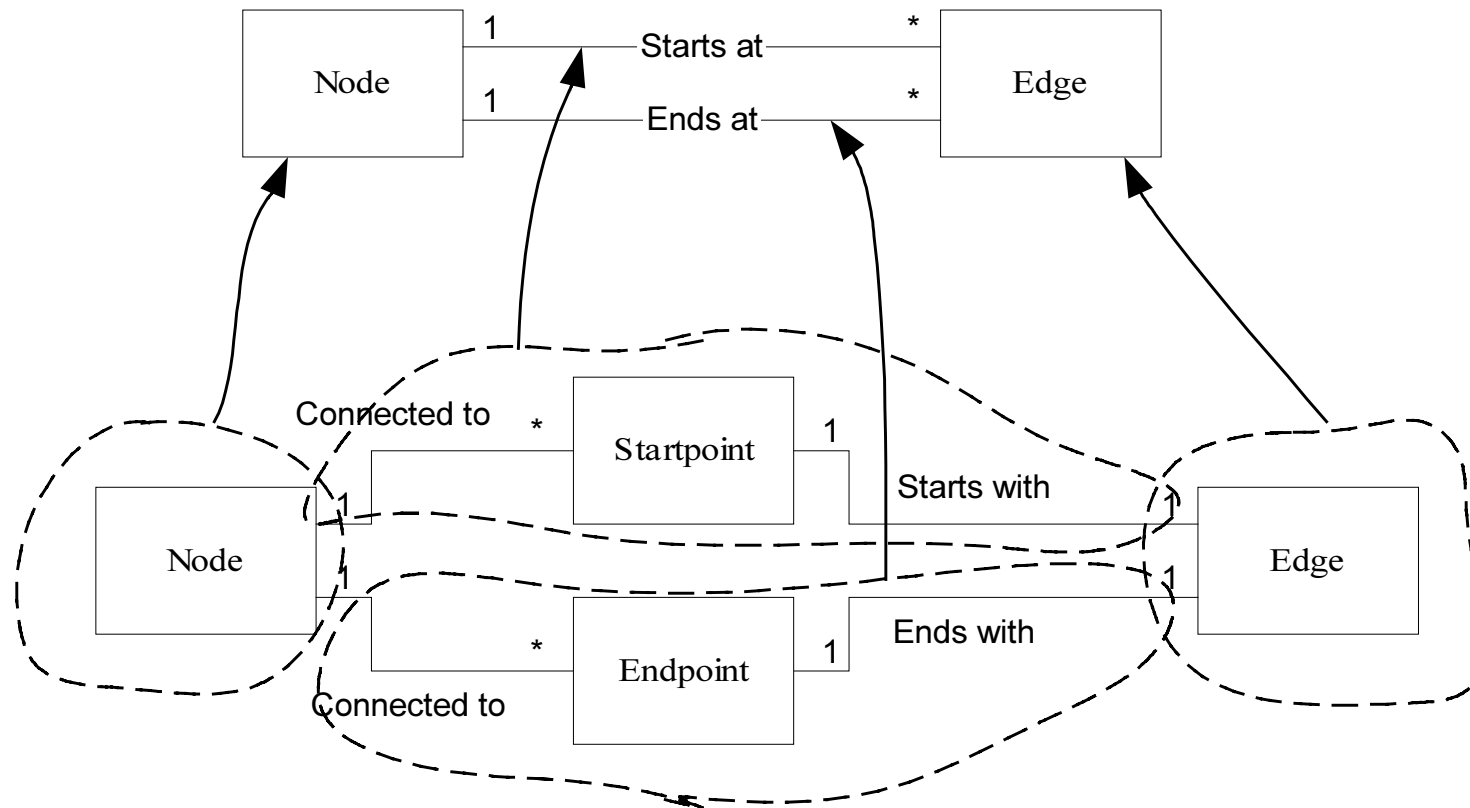 1 Starts at *
Node Edge
1 Ends at *
Connected to * 1
Startpoint
Starts with
1 1
Node Edge
1 1
Ends with
* 1
Endpoint
Connected to